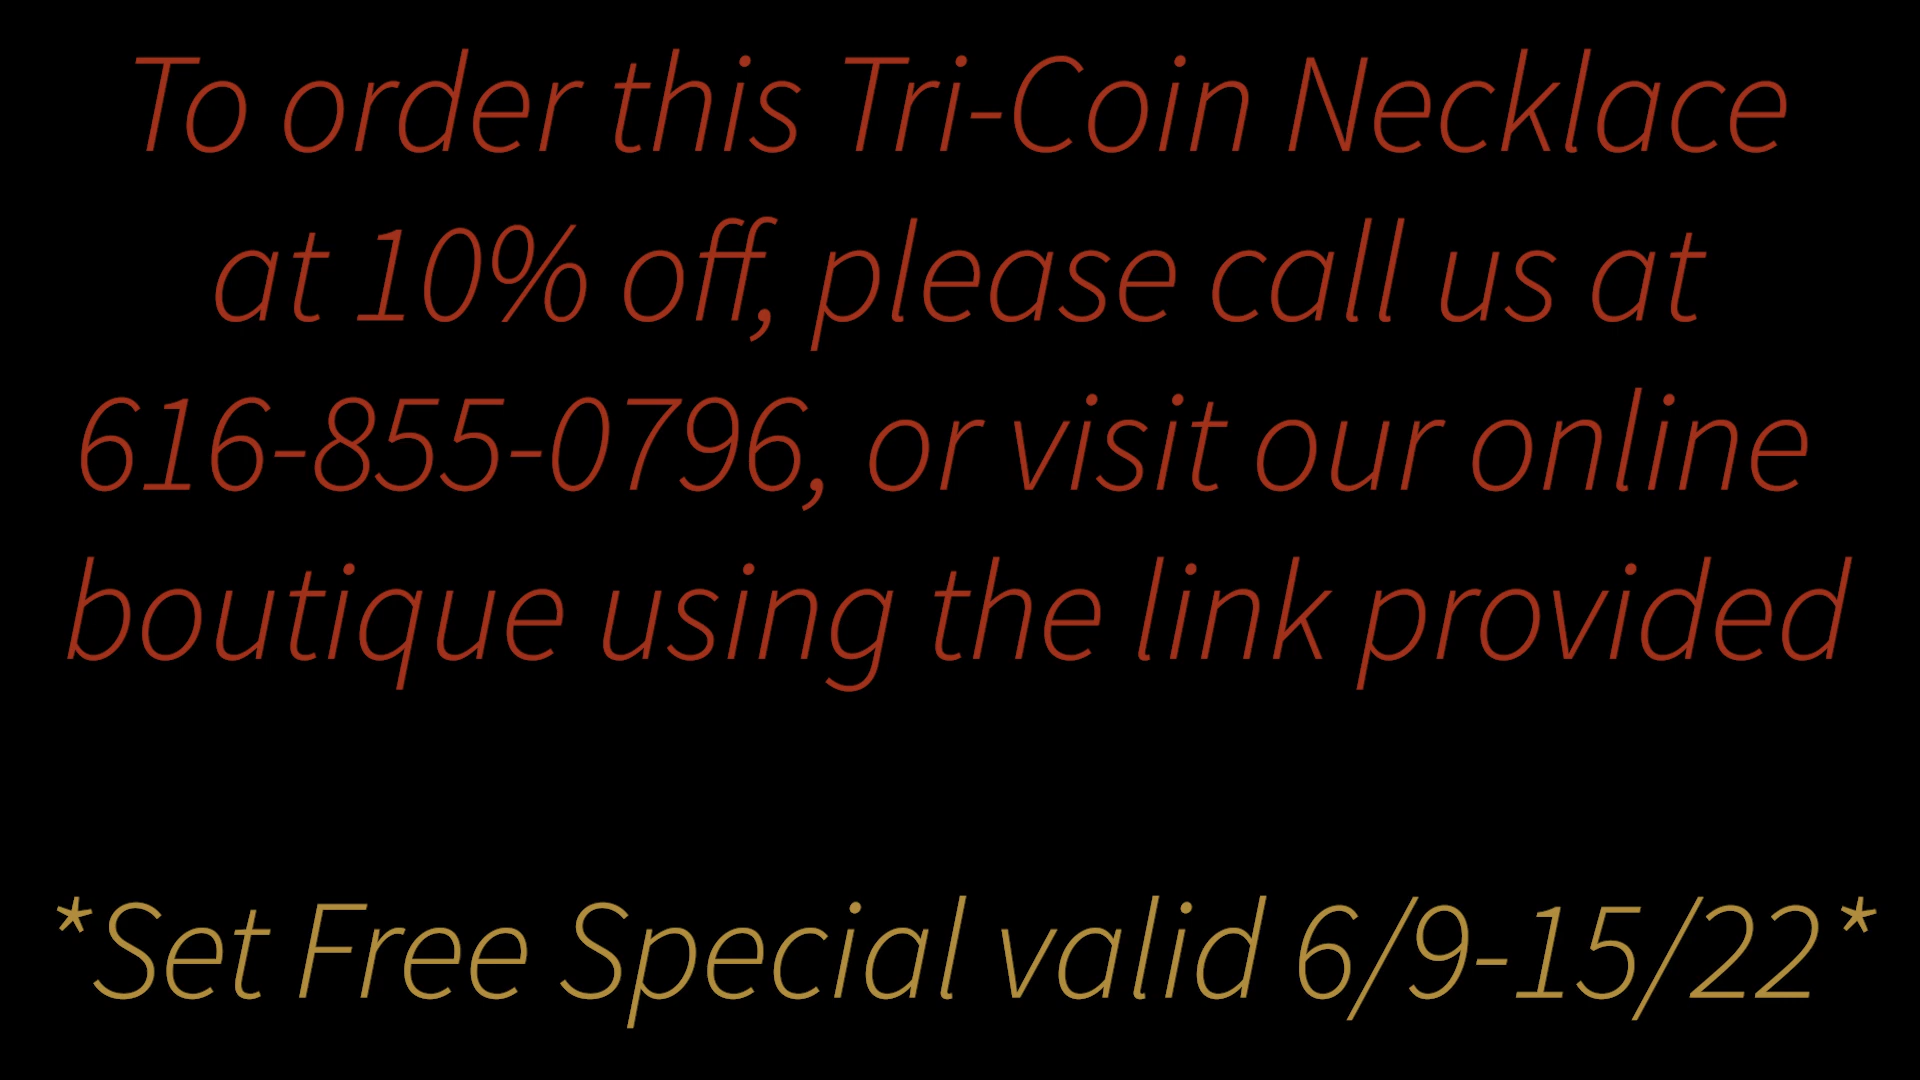 To order this Tri-Coin Necklace
at 10% off, please call us at
616-855-0796, or visit our online
boutique using the link provided
*Set Free Special valid 6/9-15/22*